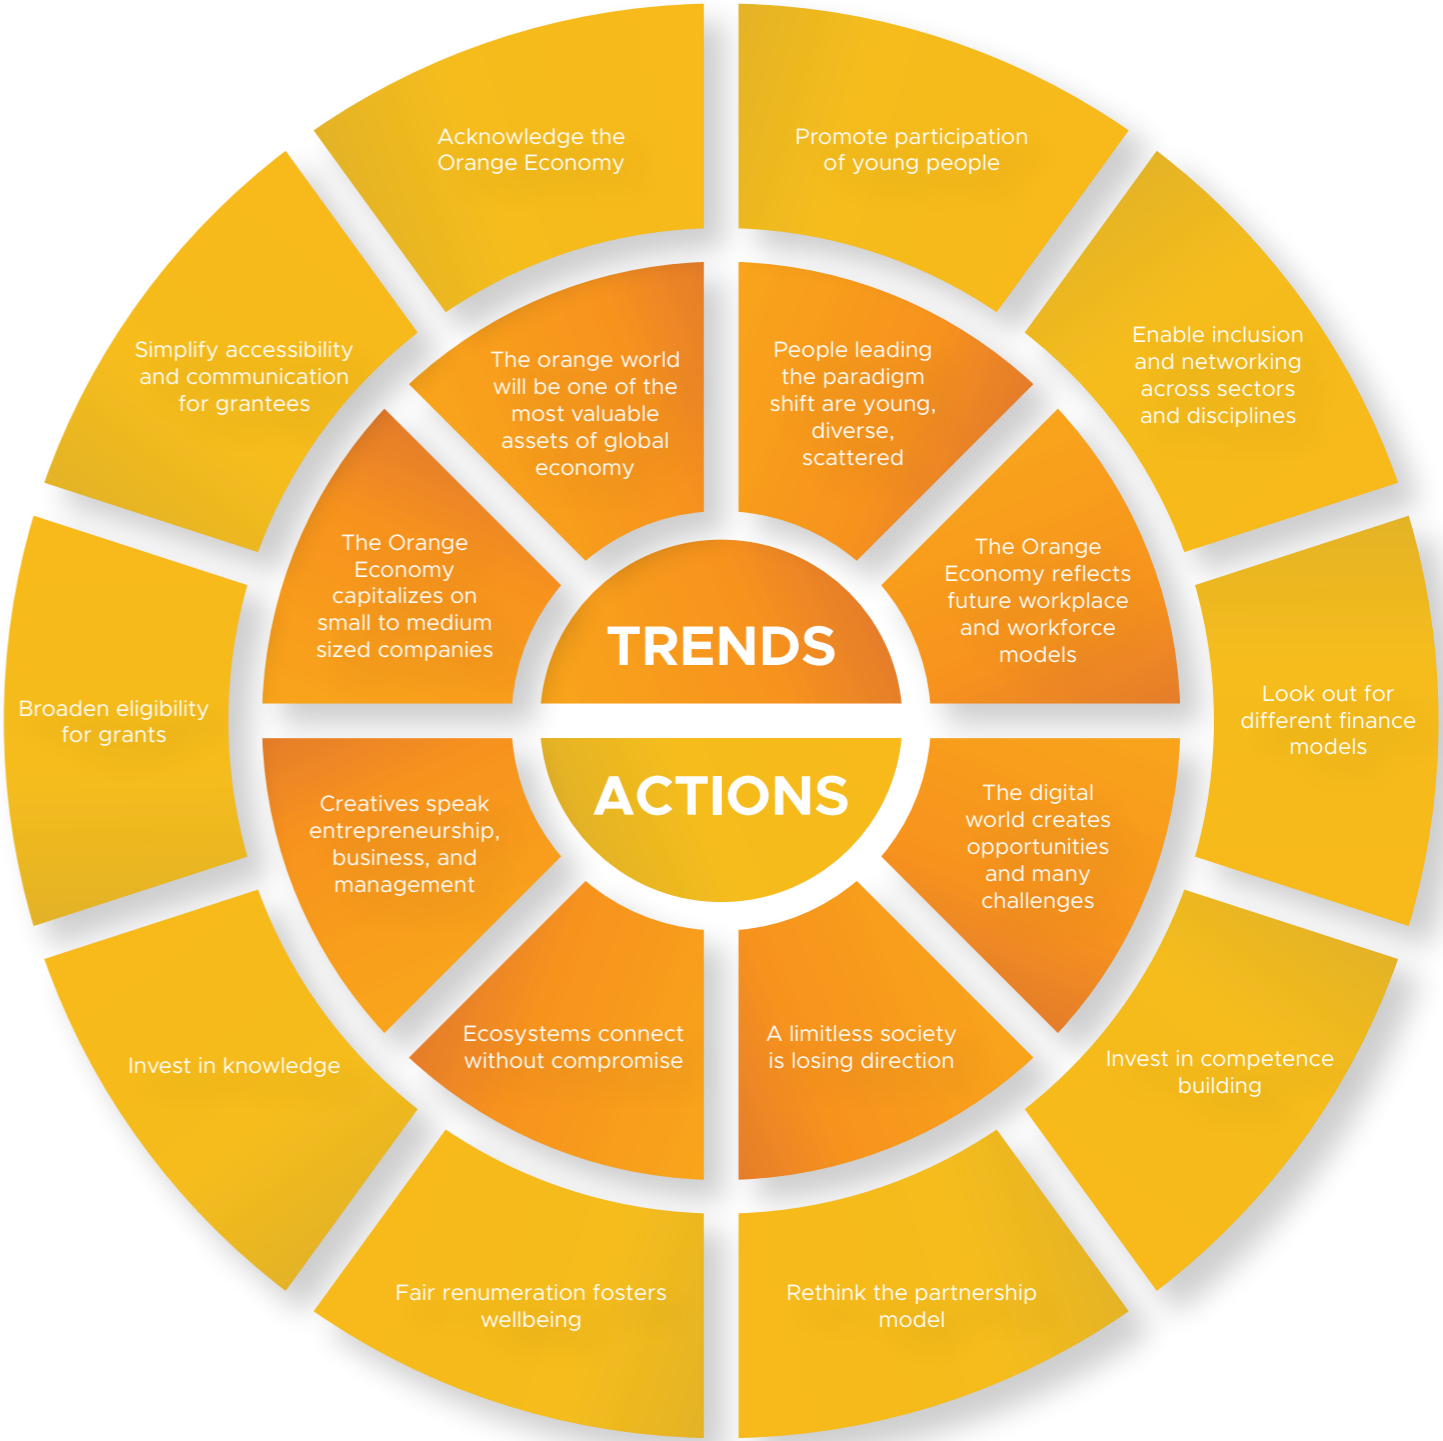 Acknowledge the
Orange Economy
Promote participation
of young people
Enable inclusion
and networking
across sectors
and disciplines
Look out for
different finance
models
Invest in competence
building
Rethink the partnership
model
Fair renumeration fosters
wellbeing
Invest in knowledge
Broaden eligibility
for grants
Simplify accessibility
and communication
for grantees
The orange world
will be one of the
most valuable
assets of global
economy
People leading
the paradigm
shift are young,
diverse,
scattered
The Orange
Economy reflects
future workplace
and workforce
models
The digital
world creates
opportunities
and many
challenges
A limitless society
is losing direction
Ecosystems connect
without compromise
Creatives speak
entrepreneurship,
business, and
management
The Orange
Economy
capitalizes on
small to medium
sized companies
TRENDS
ACTIONS